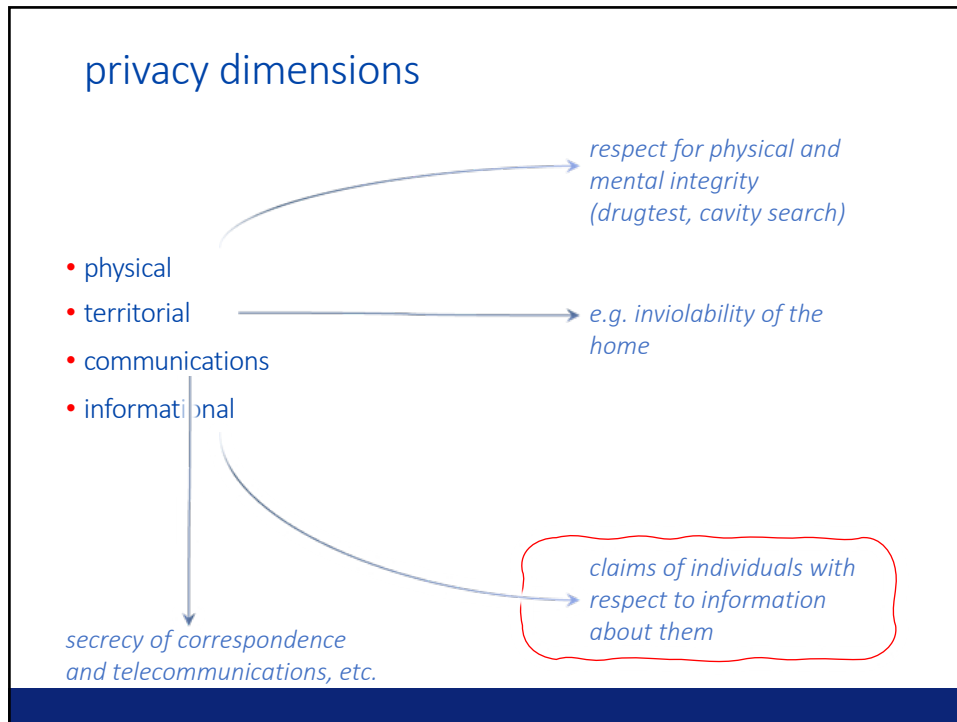 privacy dimensions
respect for physical and
mental integrity
(drugtest, cavity search)
• physical
• territorial
e.g. inviolability of the
home
• communications
• informational
claims of individuals with
respect to information
about them
secrecy of correspondence
and telecommunications, etc.